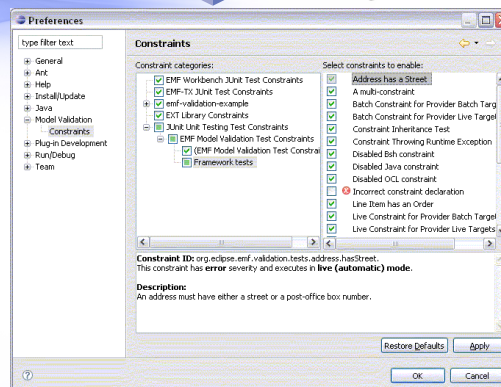 Preferences
type filter text
General
Ant
Help
Install/Update
Java
Model Validation
Constraints
Plug-in Development
Run/Debug
Team
Constraints
Constraint categories:
EMF Workbench JUnit Test Constraints
EMF-TX JUnit Test Constraints
emf-validation-example
EXT Library Constraints
JUnit Unit Testing Test Constraints
EMF Model Validation Test Constraints
(EMF Model Validation Test Constrai
Framework tests
Select constraints to enable:
Address has a Street
A multi-constraint
Batch Constraint for Provider Batch Targ
Batch Constraint for Provider Live Target
Constraint Inheritance Test
Constraint Throwing Runtime Exception
Disabled Bsh constraint
Disabled Java constraint
Disabled OCL constraint
Incorrect constraint declaration
Line Item has an Order
Live Constraint for Provider Batch Target
Live Constraint for Provider Live Targets
Constraint ID: org.eclipse.emf.validation.tests.address.hasStreet.
This constraint has error severity and executes in live (automatic) mode.
Description:
An address must have either a street or a post-office box number.
Restore Defaults
Apply
OK
Cancel